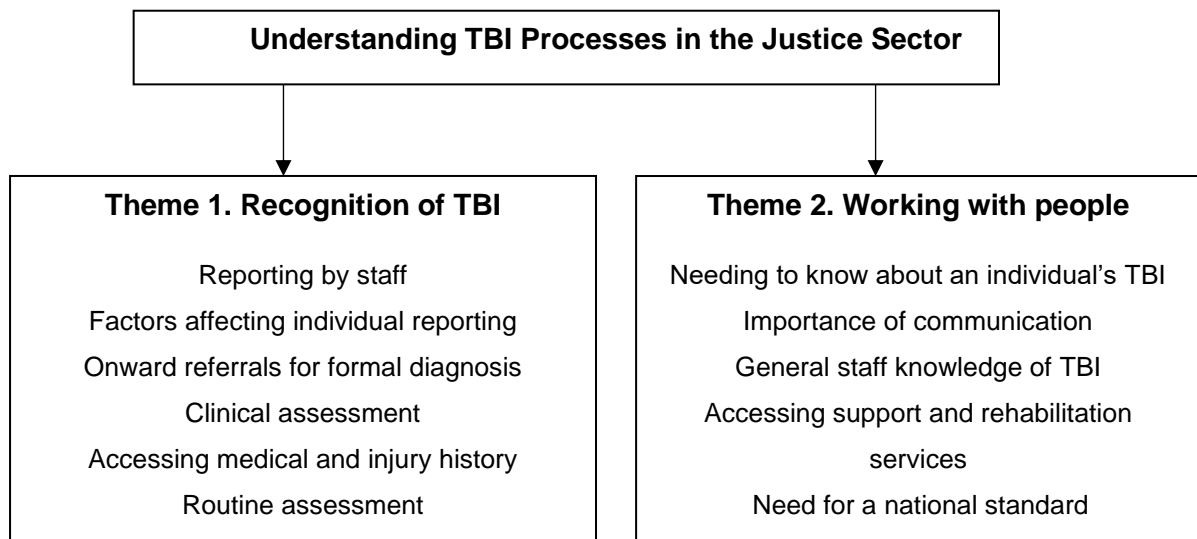 Understanding TBI Processes in the Justice Sector
Theme 1. Recognition of TBI
Reporting by staff
Factors affecting individual reporting
Onward referrals for formal diagnosis
Clinical assessment
Accessing medical and injury history
Routine assessment
Theme 2. Working with people
Needing to know about an individual’s TBI
Importance of communication
General staff knowledge of TBI
Accessing support and rehabilitation
services
Need for a national standard